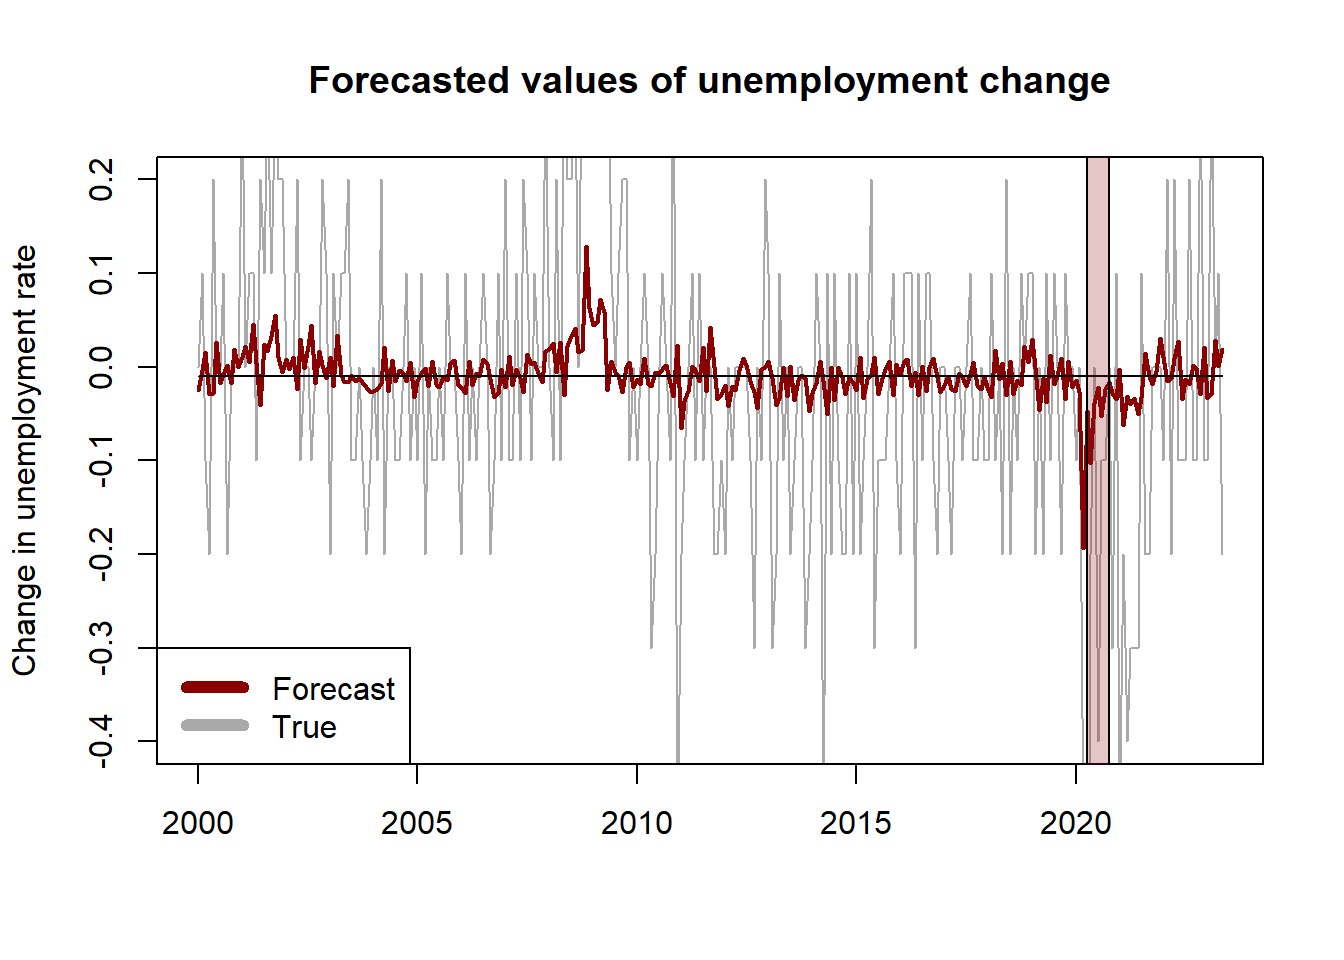 Forecasted values of unemployment change
Change in unemployment rate
0.2
0.1
0.0
-0.1
-0.2
-0.3
-0.4
Forecast
True
2000 2005 2010 2015 2020